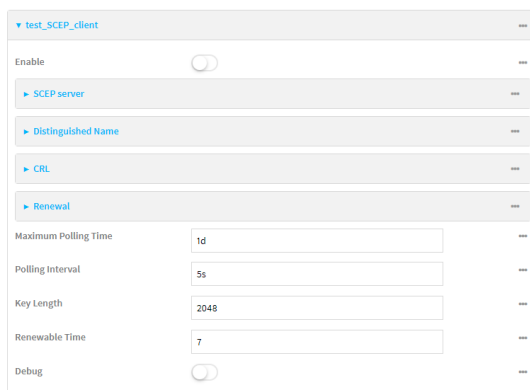 test_SCEP_client
Enable
SCEP server
Distinguished Name
CRL
Renewal
Maximum Polling Time
1d
Polling Interval
5s
Key Length
2048
Renewable Time
7
Debug